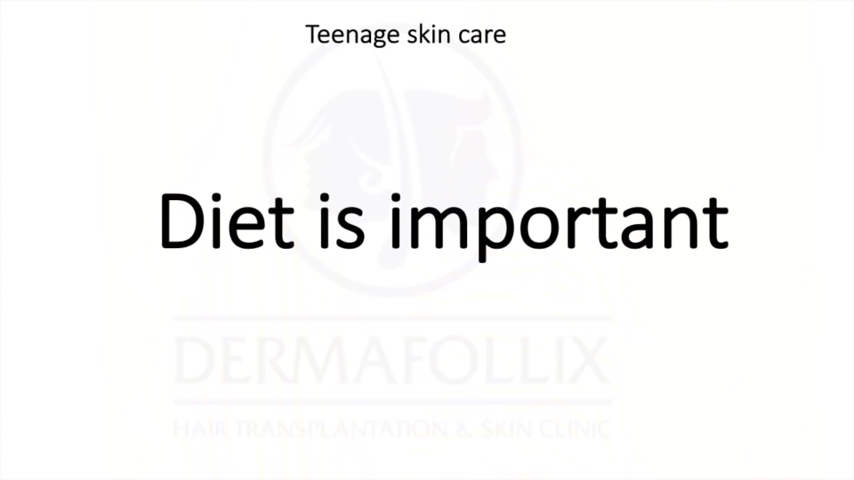 Teenage skin care
Diet is important
DERMAFOLLIX
HAIR TRANSPLANTATION & SKIN CLINIC